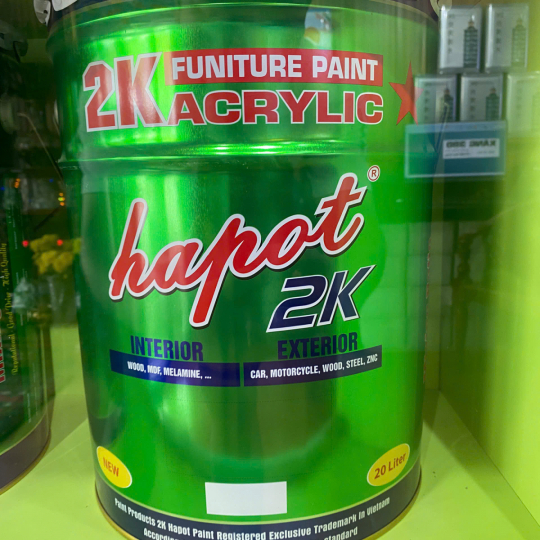 2K FUNITURE PAINT
ACRYLIC
hapot®
2K
INTERIOR
WOOD, MDF, MELAMINE, ...
EXTERIOR
CAR, MOTORCYCLE, WOOD, STEEL, ZNC
NEW
20 Liter
Paint Products 2K Hapot Paint Registered Exclusive Trademark In Vietnam
Standard